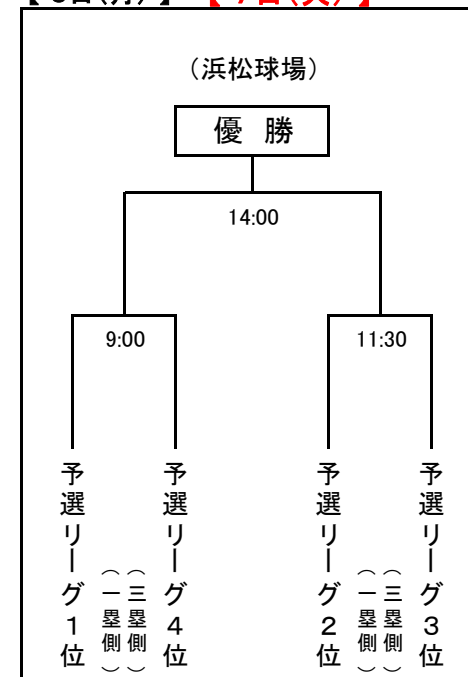 （浜松球場）
優 勝
14:00
9:00
11:30
予選リーグ１位
（一塁側）
（三塁側）
予選リーグ４位
予選リーグ２位
（一塁側）
（三塁側）
予選リーグ３位